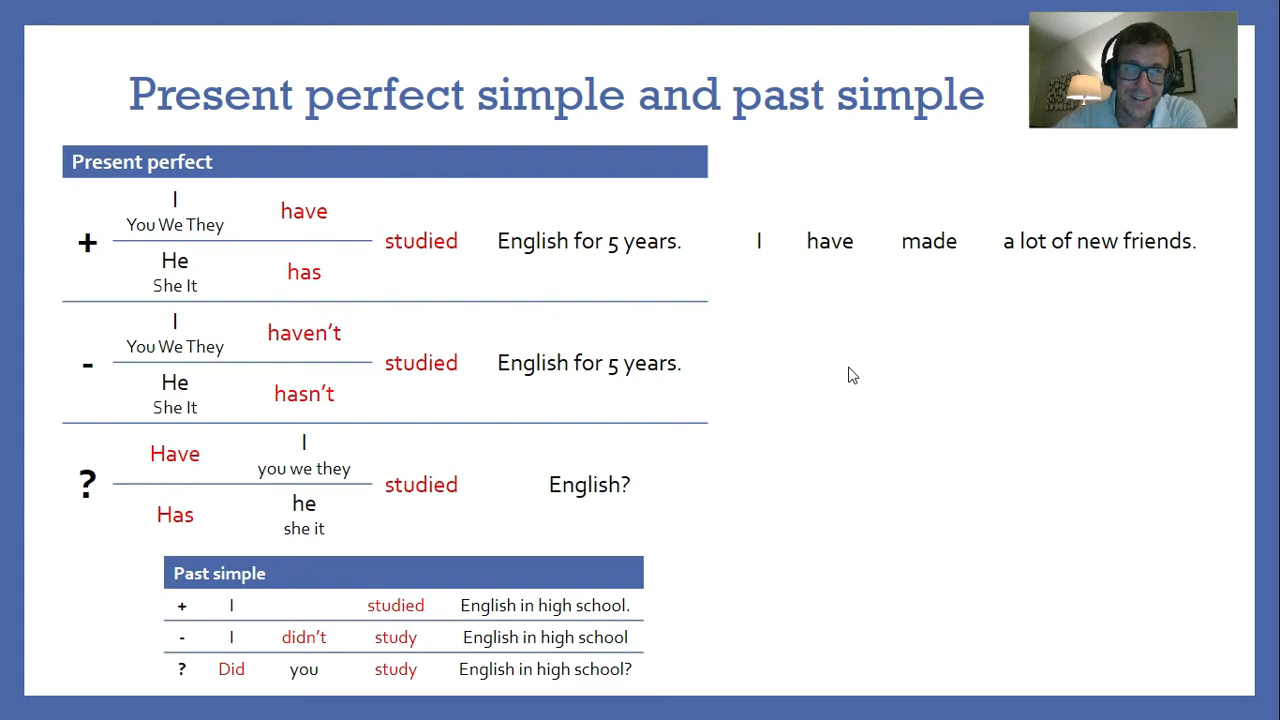 Present perfect simple and past simple
Present perfect
I
You We They
have
+
studied
English for 5 years.
I have made a lot of new friends.
He
She It
has
I
You We They
haven't
-
studied
English for 5 years.
He
She It
hasn't
Have
I
you we they
?
studied
English?
Has
he
she it
Past simple
+ I studied English in high school.
- I didn't study English in high school
? Did you study English in high school?